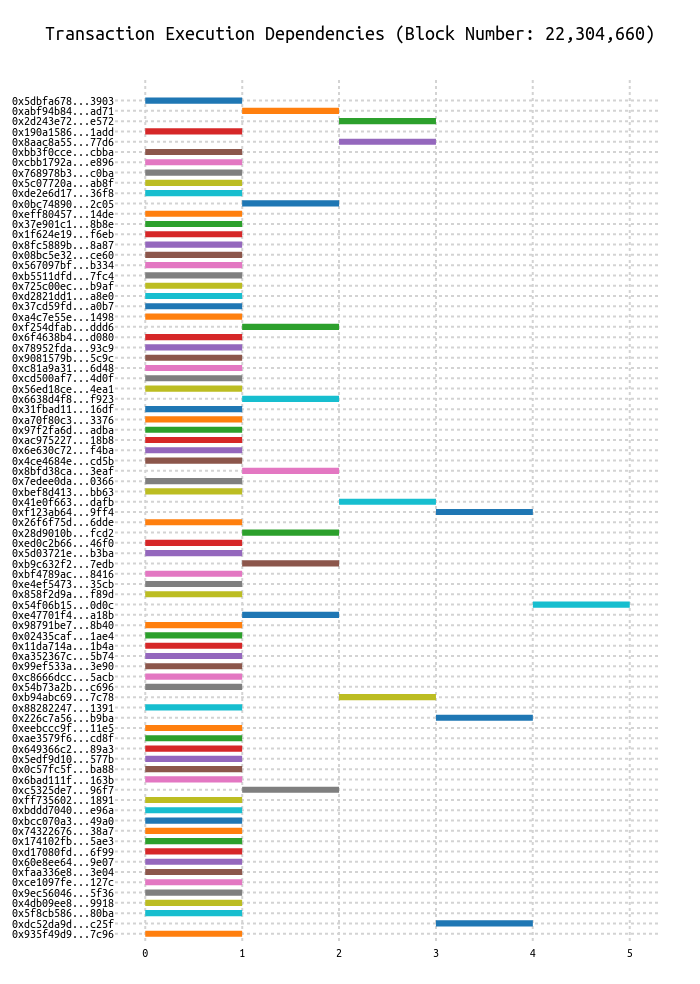 Transaction Execution Dependencies (Block Number: 22,304,660)
0x5dbfa678...3903
0xabf94b84...ad71
0x2d243e72...e572
0x190a1586...1add
0x8aac8a55...77d6
0xbb3f0cce...cbba
0xcbb1792a...e896
0x768978b3...c0ba
0x5c07720a...ab8f
0xde2e6d17...36f8
0x0bc74890...2c05
0xeff80457...14de
0x37e901c1...8b8e
0x1f624e19...f6eb
0x8fc5889b...8a87
0x08bc5e32...ce60
0x567097bf...b334
0xb5511dfd...7fc4
0x725c00ec...b9af
0xd2821dd1...a8e0
0x37cd59fd...a0b7
0xa4c7e55e...1498
0xf254dfab...ddd6
0x6f4638b4...d080
0x78952fda...93c9
0x9081579b...5c9c
0xc81a9a31...6d48
0xcd500af7...4d0f
0x56ed18ce...4ea1
0x6638d4f8...f923
0x31fbad11...16df
0xa70f80c3...3376
0x97f2fa6d...adba
0xac975227...18b8
0x6e630c72...f4ba
0x4ce4684e...cd5b
0x8bfd38ca...3eaf
0x7edee0da...0366
0xbef8d413...bb63
0x41e0f663...dafb
0xf123ab64...9ff4
0x26f6f75d...6dde
0x28d9010b...fcd2
0xed0c2b66...46f0
0x5d03721e...b3ba
0xb9c632f2...7edb
0xbf4789ac...8416
0xe4ef5473...35cb
0x858f2d9a...f89d
0x54f06b15...0d0c
0xe47701f4...a18b
0x98791be7...8b40
0x02435caf...1ae4
0x11da714a...1b4a
0xa352367c...5b74
0x99ef533a...3e90
0xc8666dcc...5acb
0x54b73a2b...c696
0xb94abc69...7c78
0x88282247...1391
0x226c7a56...b9ba
0xeebccc9f...11e5
0xae3579f6...cd8f
0x649366c2...89a3
0x5edf9d10...577b
0x0c57fc5f...ba88
0x6bad111f...163b
0xc5325de7...96f7
0xff735602...1891
0xbddd7040...e96a
0xbcc070a3...49a0
0x74322676...38a7
0x174102fb...5ae3
0xd17080fd...6f99
0x60e8ee64...9e07
0xfaa336e8...3e04
0xce1097fe...127c
0x9ec56046...5f36
0x4db09ee8...9918
0x5f8cb586...80ba
0xdc52da9d...c25f
0x935f49d9...7c96
0 1 2 3 4 5